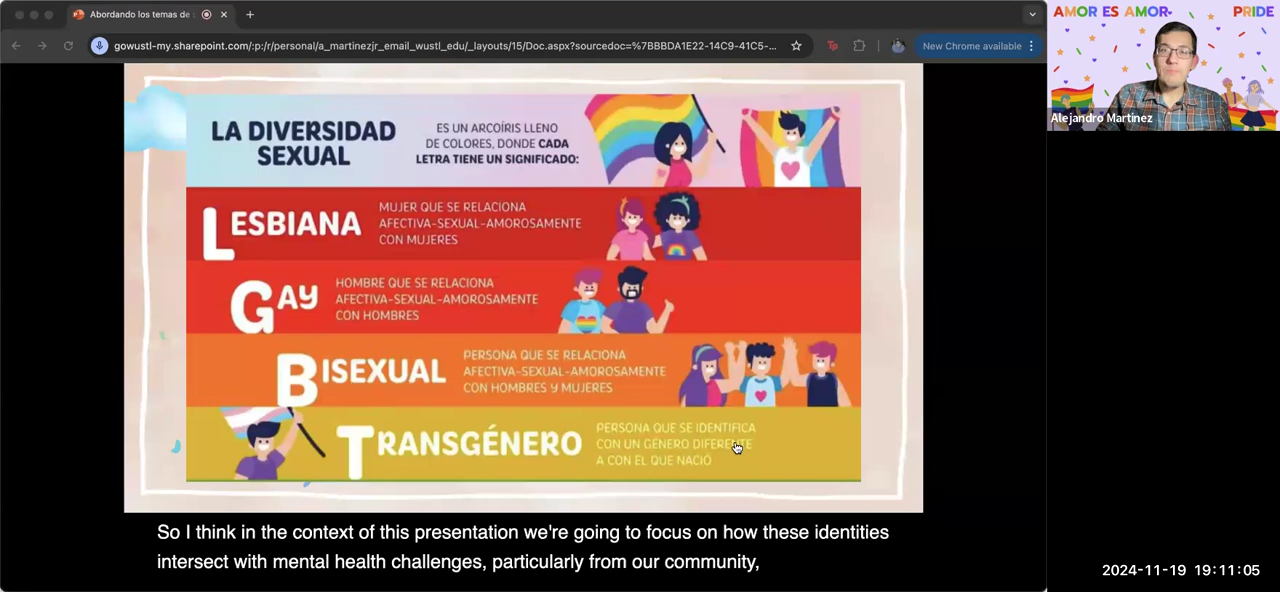 Abordando los temas de
gowustl-my.sharepoint.com/:p:/r/personal/a_martinezjr_email_wustl_edu/_layouts/15/Doc.aspx?sourcedoc=%7BBBDA1E22-14C9-41C5-...
Tp
New Chrome available
AMOR ES AMOR
PRIDE
Alejandro Martinez
LA DIVERSIDAD
SEXUAL
ES UN ARCOÍRIS LLENO
DE COLORES, DONDE CADA
LETRA TIENE UN SIGNIFICADO:
LESBIANA
MUJER QUE SE RELACIONA
AFECTIVA-SEXUAL-AMOROSAMENTE
CON MUJERES
GAY
HOMBRE QUE SE RELACIONA
AFECTIVA-SEXUAL-AMOROSAMENTE
CON HOMBRES
BISEXUAL
PERSONA QUE SE RELACIONA
AFECTIVA-SEXUAL-AMOROSAMENTE
CON HOMBRES Y MUJERES
TRANSGÉNERO
PERSONA QUE SE IDENTIFICA
CON UN GÉNERO DIFERENTE
A CON EL QUE NACIÓ
So I think in the context of this presentation we're going to focus on how these identities
intersect with mental health challenges, particularly from our community,
2024-11-19 19:11:05